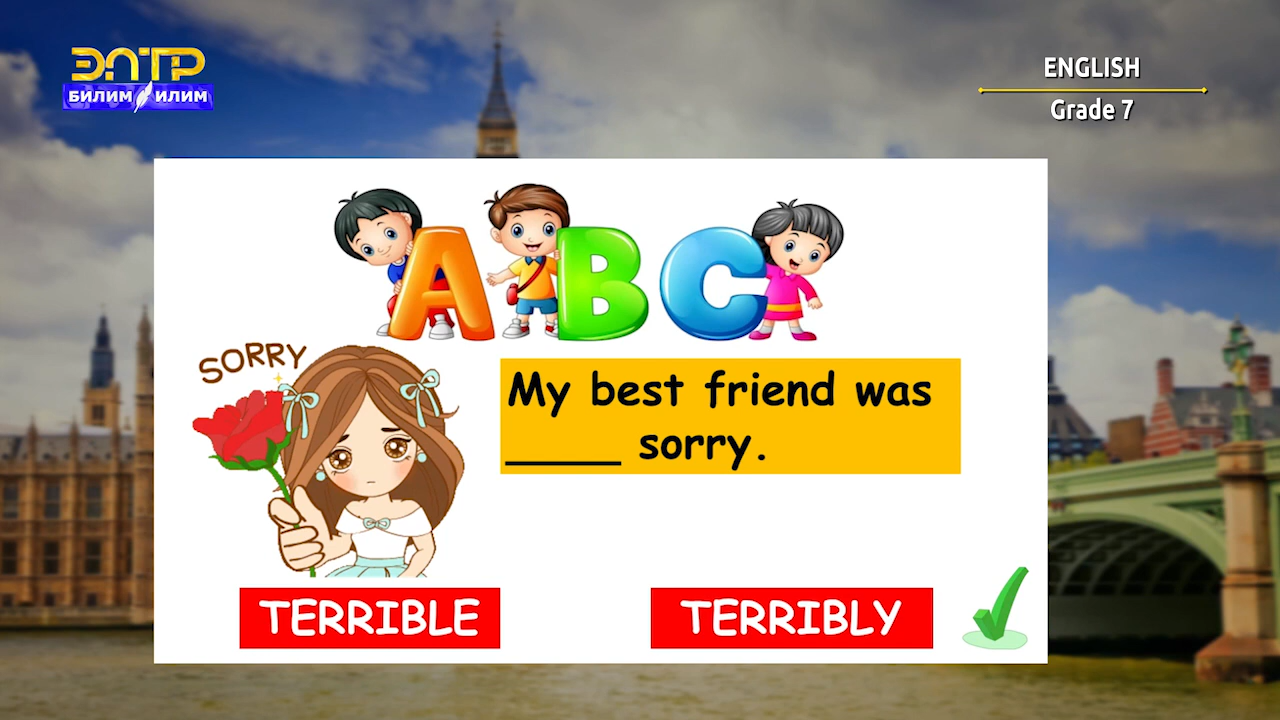 ЭЛТР
БИЛИМ ИЛИМ
ENGLISH
Grade 7
ABC
SORRY
My best friend was
_____ sorry.
TERRIBLE
TERRIBLY